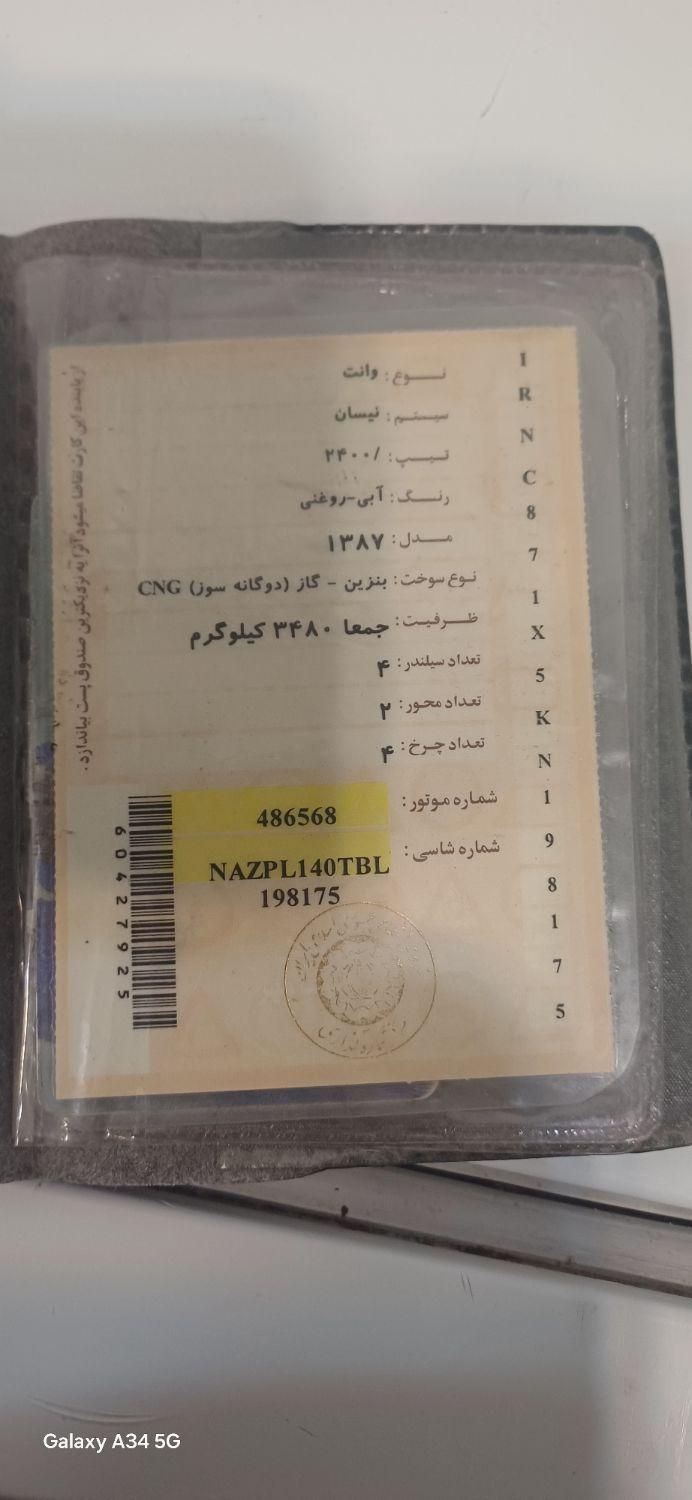 نوع: وانت
سیستم: نیسان
تیپ: /۲۴۰۰
رنگ: آبی-روغنی
مدل: ۱۳۸۷
نوع سوخت: بنزین - گاز (دوگانه سوز) CNG
ظرفیت: جمعا ۳۴۸۰ کیلوگرم
تعداد سیلندر: ۴
تعداد محور: ۲
تعداد چرخ: ۴
شماره موتور: 486568
شماره شاسی: NAZPL140TBL
198175
1
R
N
C
8
7
1
X
5
K
N
1
9
8
1
7
5
از یابنده این کارت تقاضا میشود آنرا به نزدیکترین صندوق پست بیاندازد.
60427925
Galaxy A34 5G